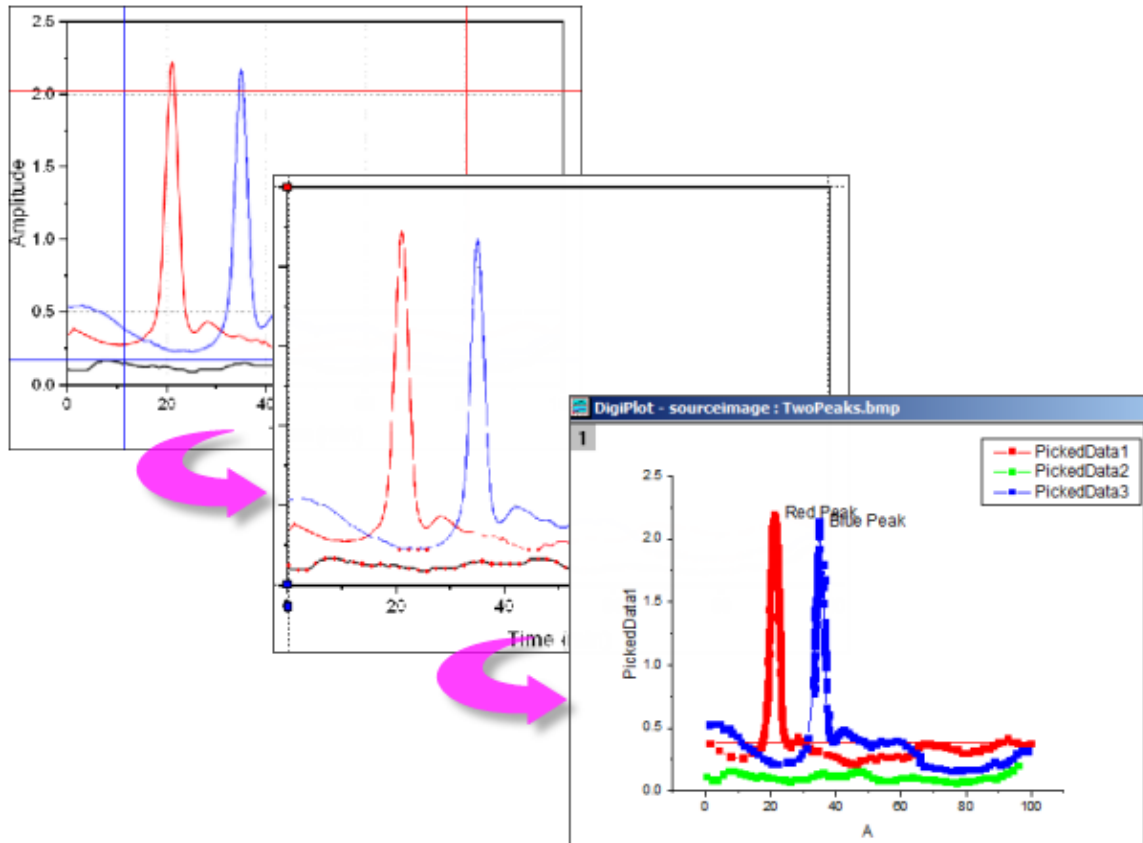 2.5
2.0
1.5
1.0
0.5
0.0
Amplitude
0
20
40
20
40
Time (
DigiPlot - sourceimage : TwoPeaks.bmp
1
PickedData1
PickedData2
PickedData3
Red Peak
Blue Peak
2.5
2.0
1.5
1.0
0.5
0.0
PickedData1
0 20 40 60 80 100
A